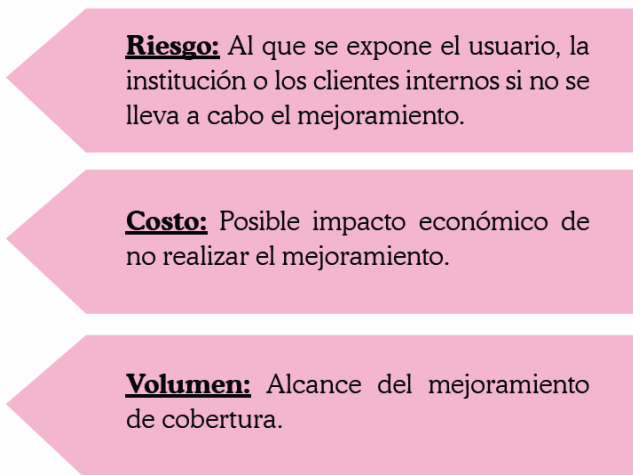 Riesgo: Al que se expone el usuario, la
institución o los clientes internos si no se
lleva a cabo el mejoramiento.
Costo: Posible impacto económico de
no realizar el mejoramiento.
Volumen: Alcance del mejoramiento
de cobertura.